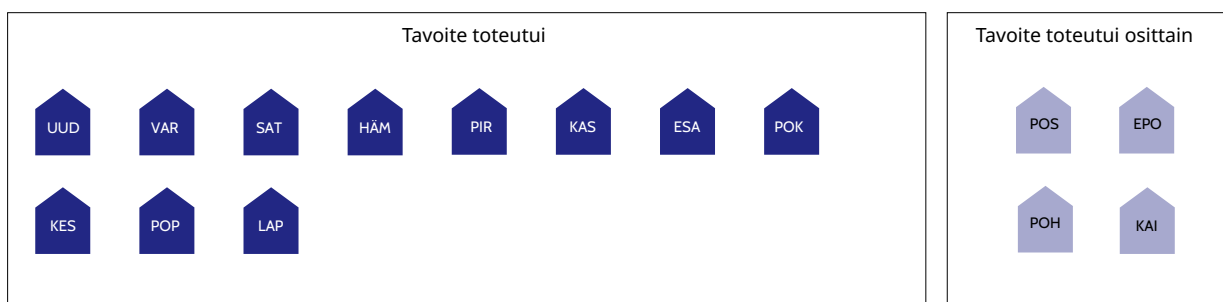 Tavoite toteutui
UUD VAR SAT HÄM PIR KAS ESA POK
KES POP LAP
Tavoite toteutui osittain
POS EPO
POH KAI